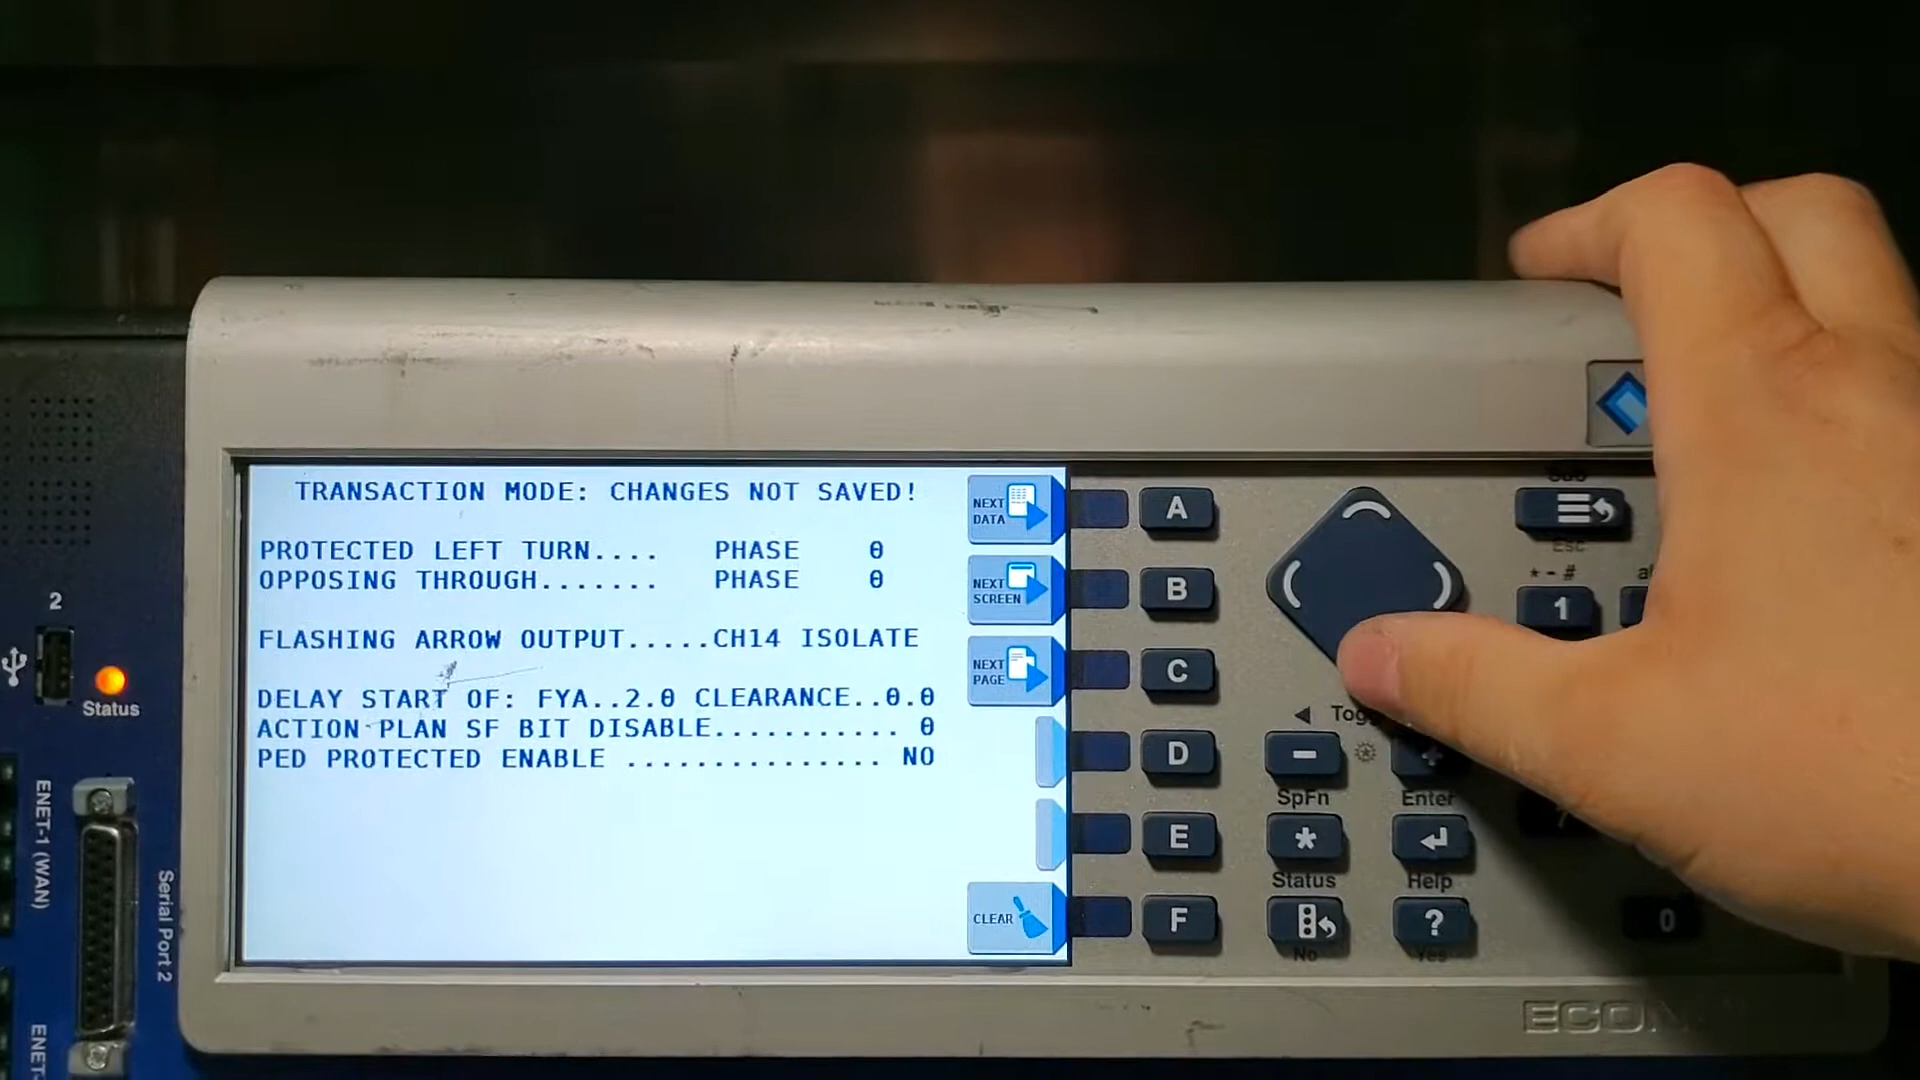 TRANSACTION MODE: CHANGES NOT SAVED!
PROTECTED LEFT TURN.... PHASE 0
OPPOSING THROUGH....... PHASE 0
FLASHING ARROW OUTPUT.....CH14 ISOLATE
DELAY START OF: FYA..2.0 CLEARANCE..0.0
ACTION PLAN SF BIT DISABLE........... 0
PED PROTECTED ENABLE ............... NO
NEXT DATA
NEXT SCREEN
NEXT PAGE
CLEAR
A
B
C
D
E
F
Sub
Esc
* - #
1
-
+
SpFn
Enter
*
Status
Help
?
No
Yes
0
2
Status
ENET-1 (WAN)
Serial Port 2